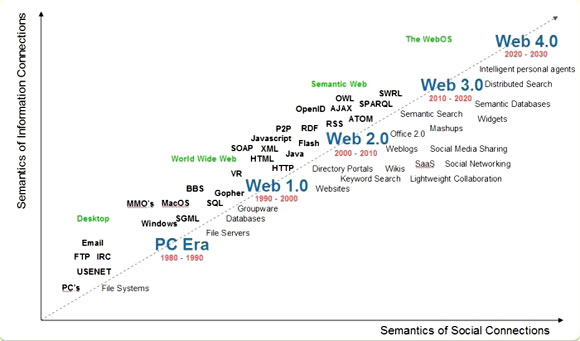 Semantics of Information Connections
The WebOS
Web 4.0
2020 - 2030
Intelligent personal agents
Semantic Web
Web 3.0
2010 - 2020
Distributed Search
SWRL
OWL
SPARQL
OpenID
AJAX
Semantic Databases
ATOM
Semantic Search
Widgets
P2P
RDF
RSS
Office 2.0
Mashups
Javascript
Web 2.0
2000 - 2010
Flash
SOAP
XML
Java
Weblogs
Social Media Sharing
World Wide Web
HTML
HTTP
Directory Portals
Wikis
SaaS
Social Networking
VR
Keyword Search
Lightweight Collaboration
BBS
Gopher
Web 1.0
1990 - 2000
Websites
MMO's
MacOS
SQL
Groupware
Desktop
SGML
Databases
Windows
File Servers
Email
PC Era
1980 - 1990
FTP
IRC
USENET
PC's
File Systems
Semantics of Social Connections